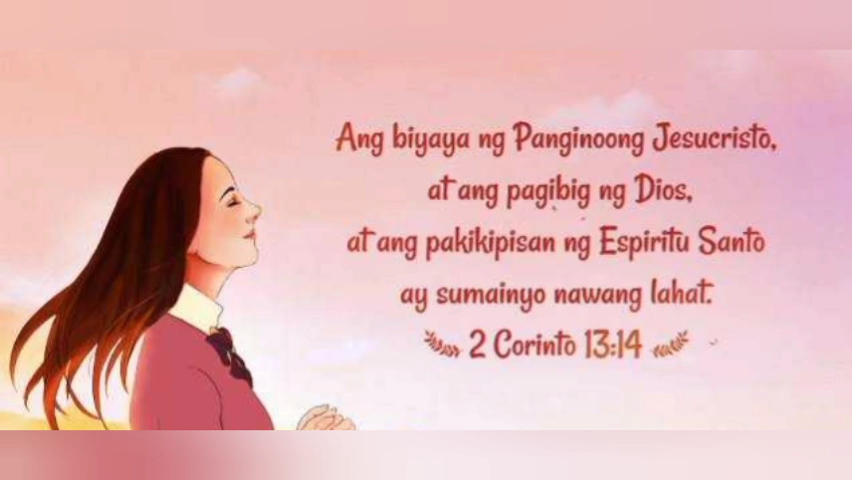 Ang biyaya ng Panginoong Jesucristo,
at ang pagibig ng Dios,
at ang pakikipisan ng Espiritu Santo
ay sumainyo nawang lahat.
2 Corinto 13:14